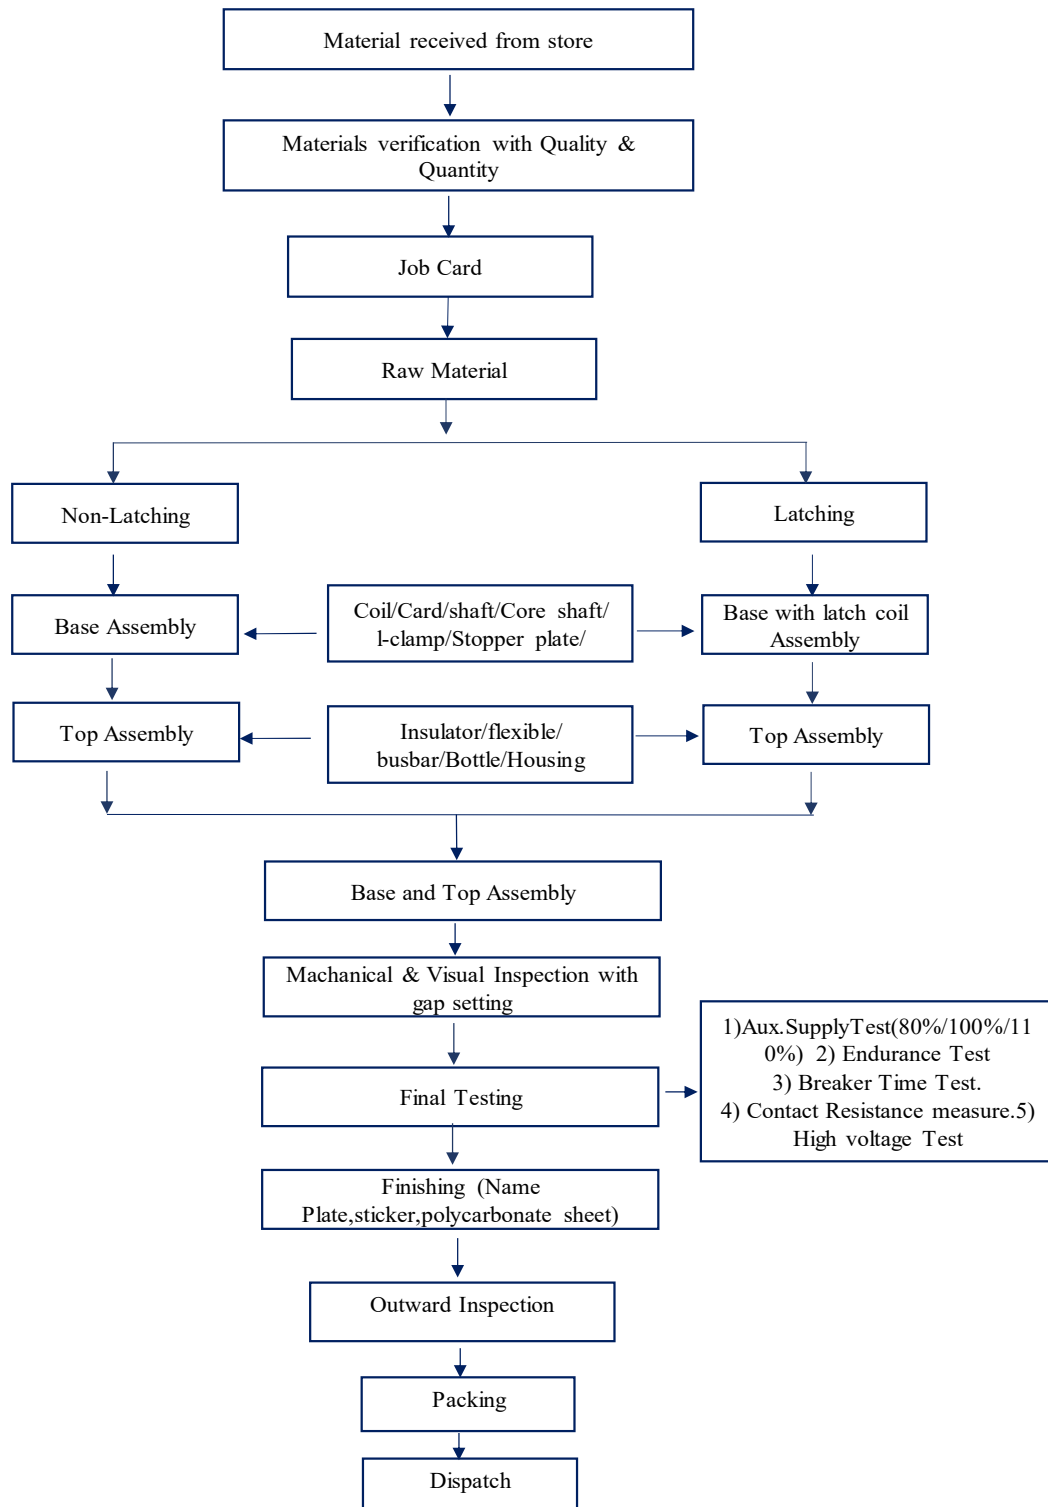 Material received from store
Materials verification with Quality &
Quantity
Job Card
Raw Material
Non-Latching
Latching
Base Assembly
Coil/Card/shaft/Core shaft/
l-clamp/Stopper plate/
Base with latch coil
Assembly
Top Assembly
Insulator/flexible/
busbar/Bottle/Housing
Top Assembly
Base and Top Assembly
Machanical & Visual Inspection with
gap setting
Final Testing
1)Aux.SupplyTest(80%/100%/11
0%) 2) Endurance Test
3) Breaker Time Test.
4) Contact Resistance measure.5)
High voltage Test
Finishing (Name
Plate,sticker,polycarbonate sheet)
Outward Inspection
Packing
Dispatch